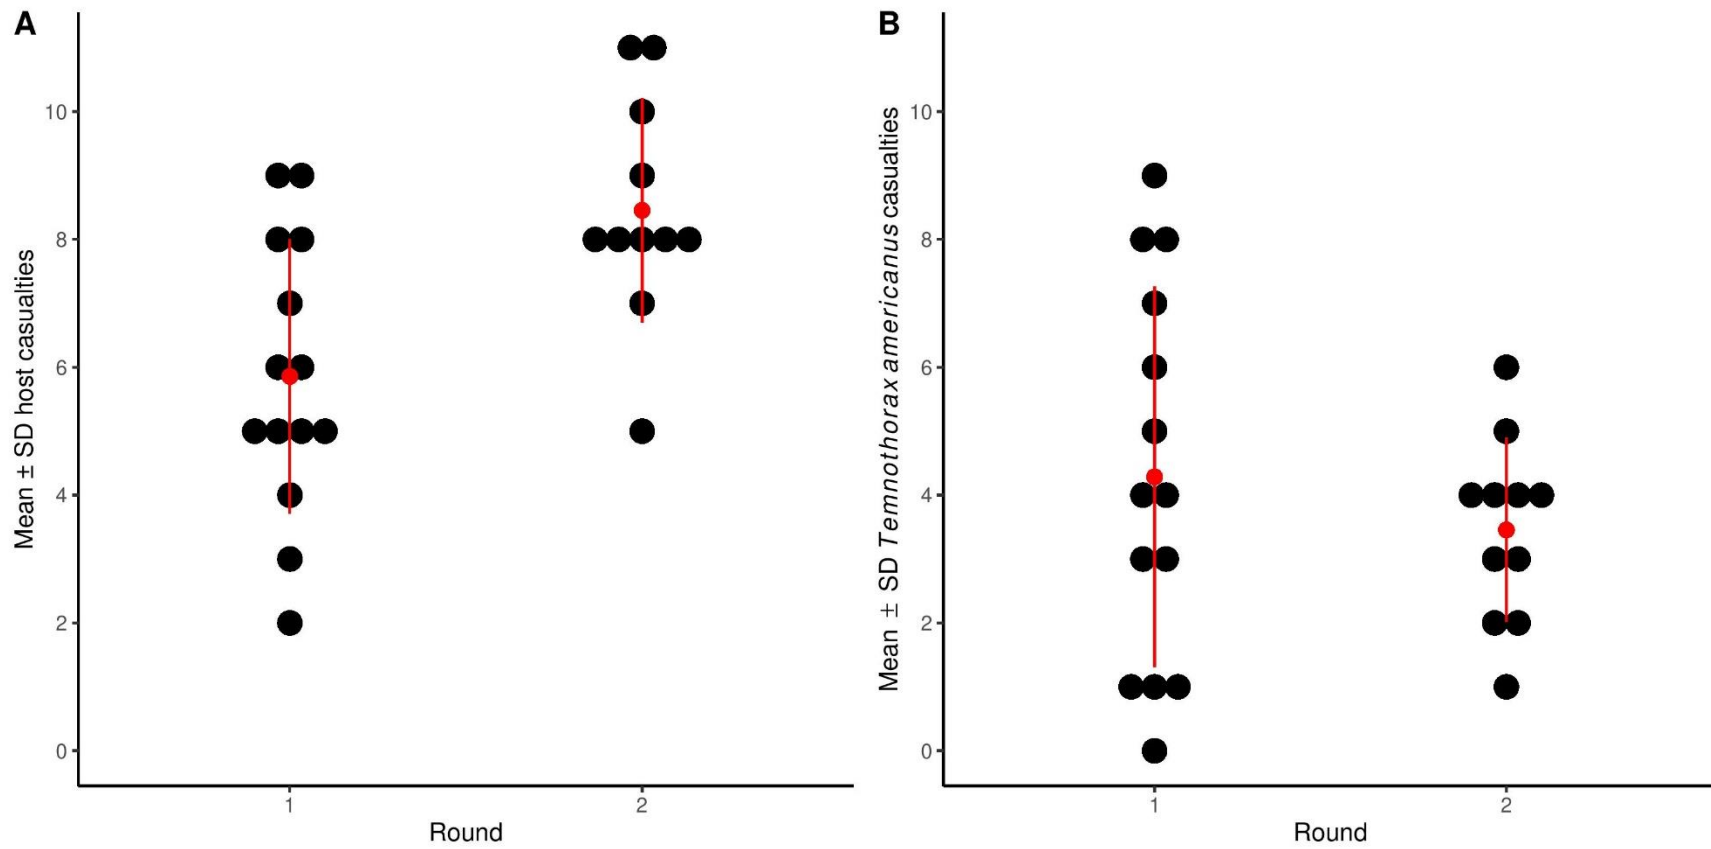 A
Mean ± SD host casualties
10
8
6
4
2
0
1
2
Round
B
Mean ± SD Temnothorax americanus casualties
10
8
6
4
2
0
1
2
Round